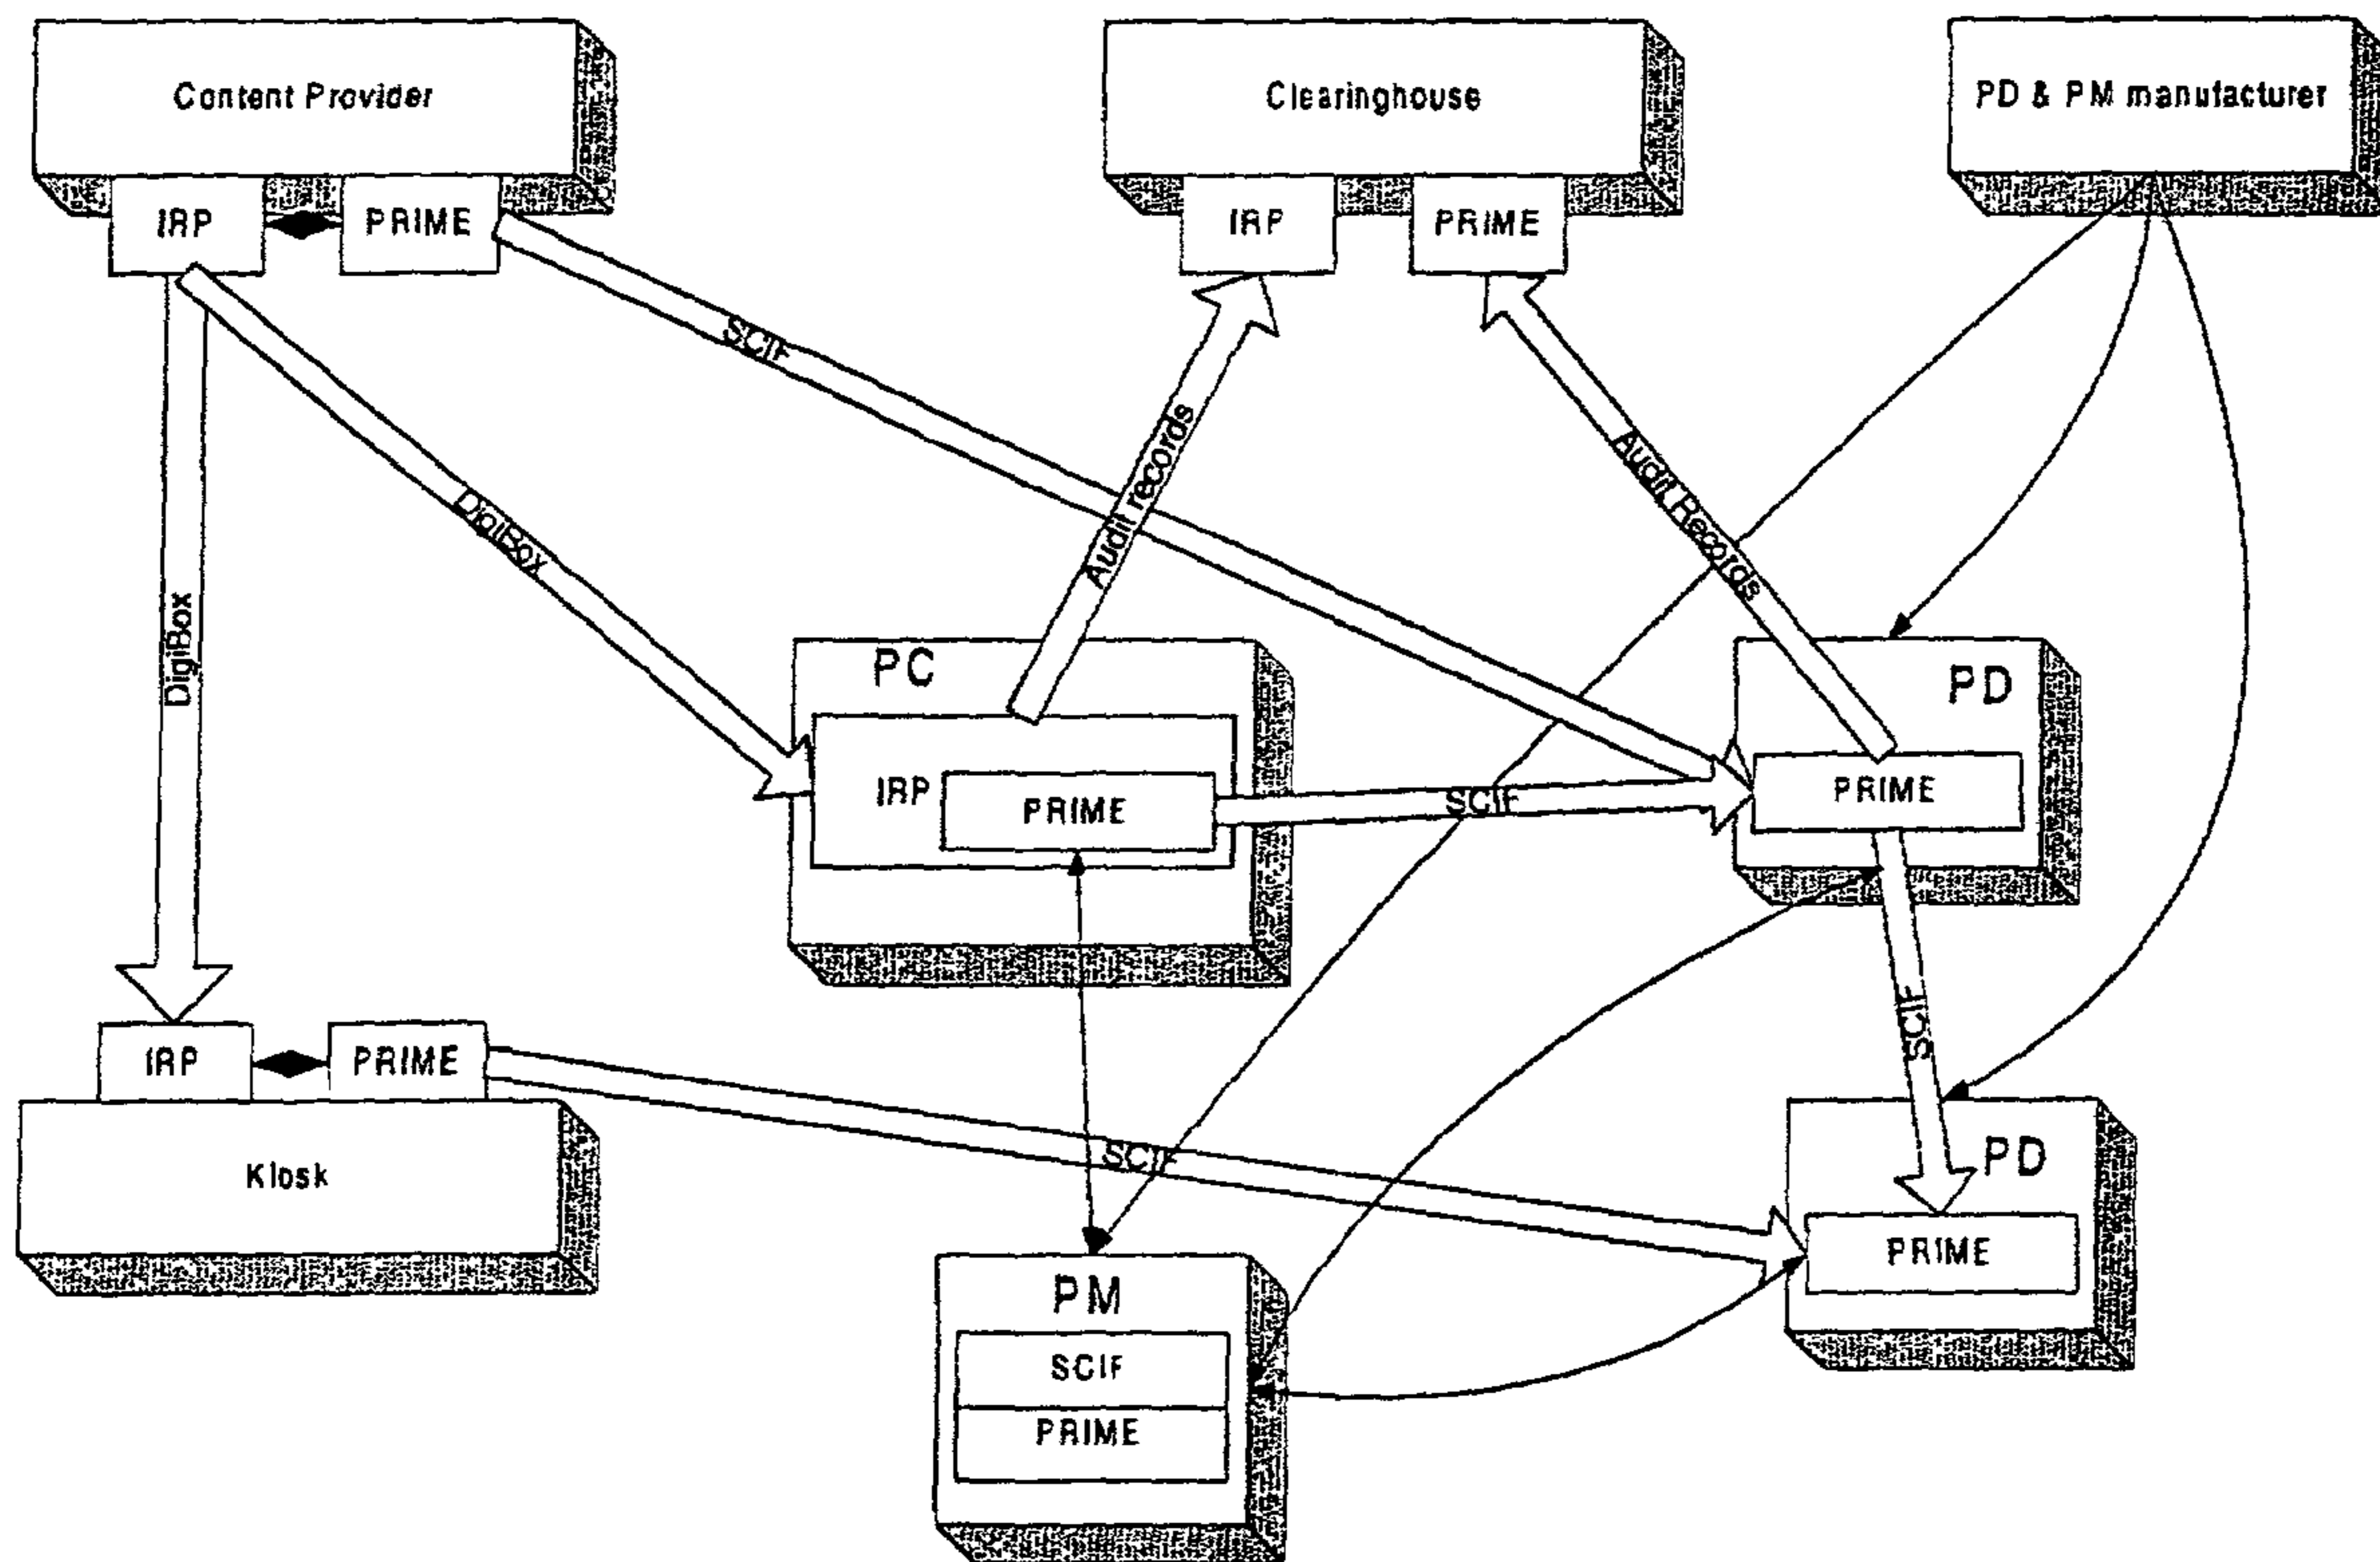 Content Provider
Clearinghouse
PD & PM manufacturer
IRP
PRIME
IRP
PRIME
SCIF
Audit records
Audit Records
DigiBox
DigiBox
PC
IRP
PRIME
SCIF
PD
PRIME
SCIF
IRP
PRIME
Kiosk
SCIF
PD
PRIME
PM
SCIF
PRIME